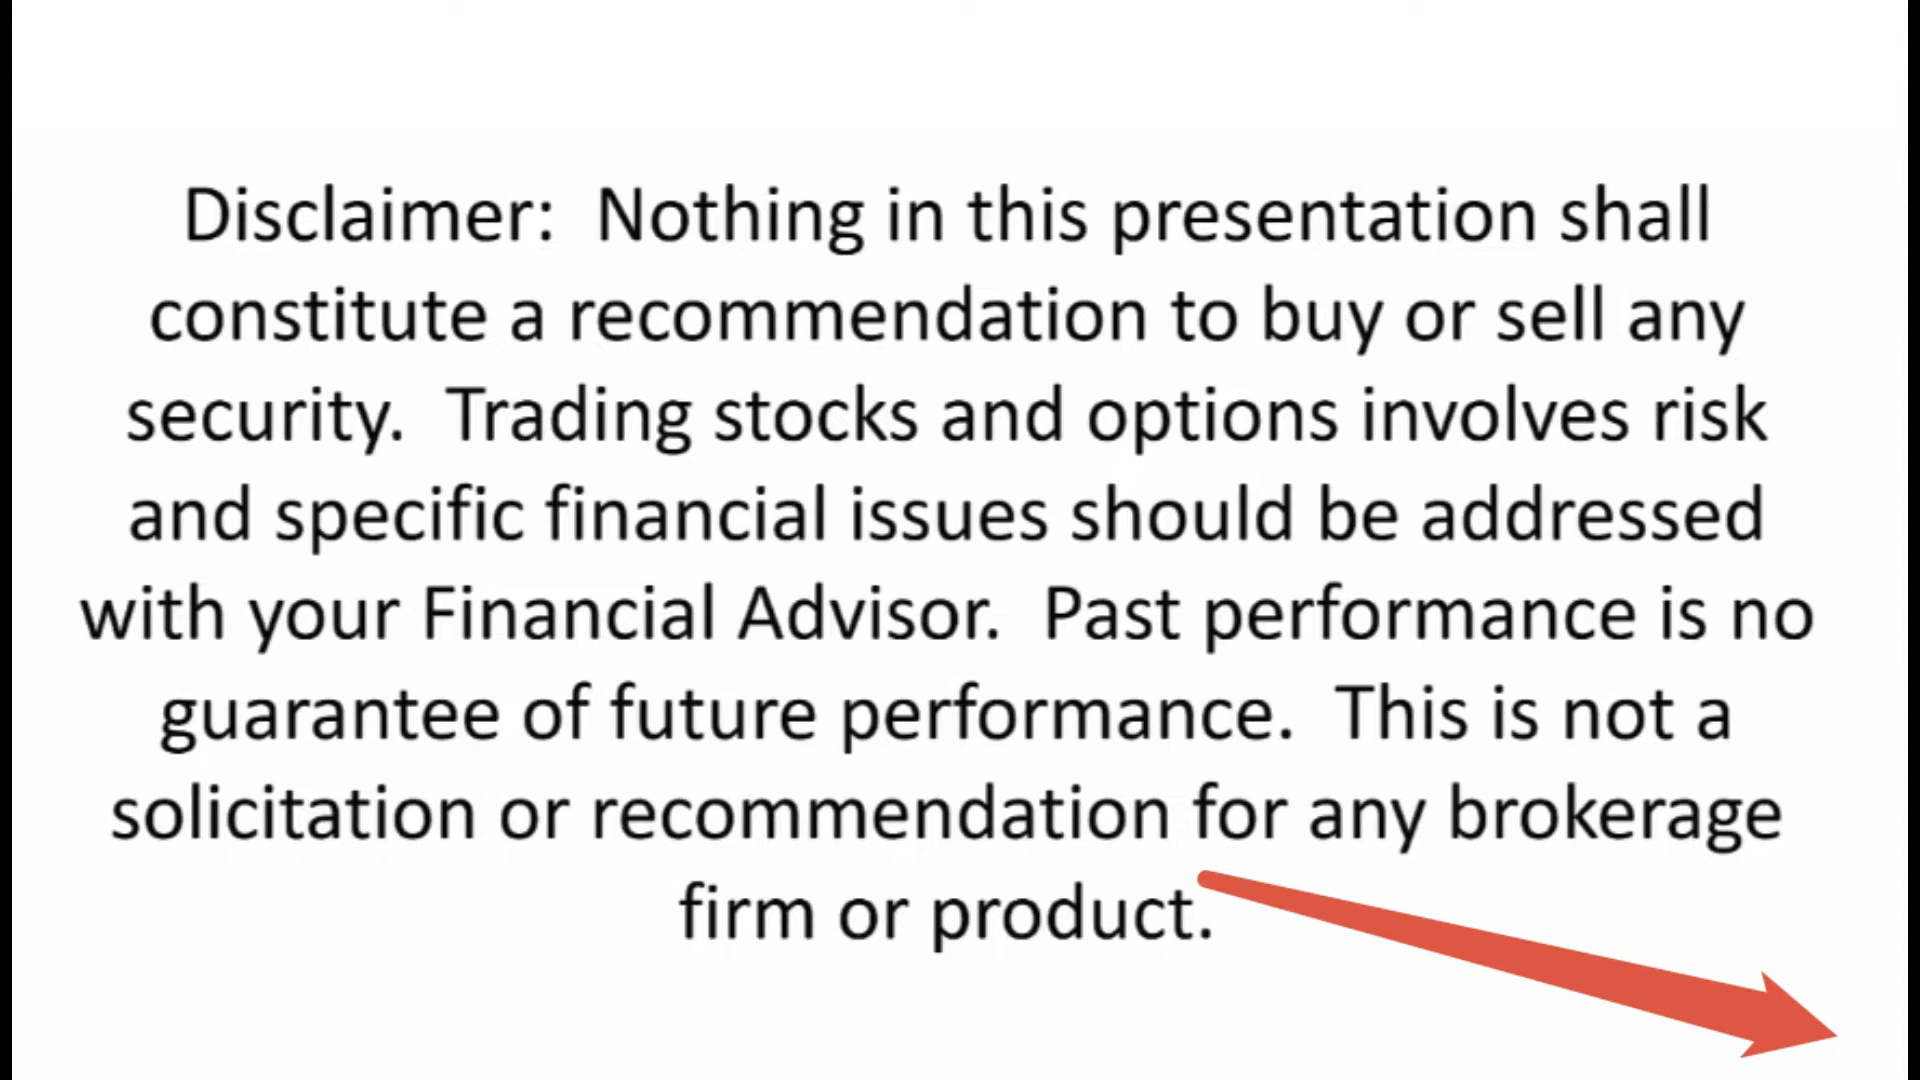 Disclaimer:  Nothing in this presentation shall
constitute a recommendation to buy or sell any
security.  Trading stocks and options involves risk
and specific financial issues should be addressed
with your Financial Advisor.  Past performance is no
guarantee of future performance.  This is not a
solicitation or recommendation for any brokerage
firm or product.